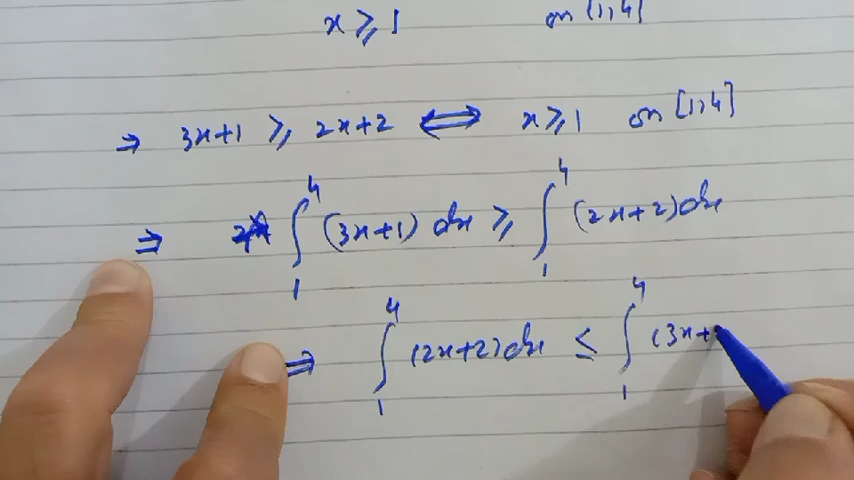 x ≥ 1 on [1,4]
⇒ 3x+1 ≥ 2x+2 ⟺ x ≥ 1 on [1,4]
⇒ ∫₁⁴ (3x+1) dx ≥ ∫₁⁴ (2x+2) dx
⇒ ∫₁⁴ (2x+2) dx ≤ ∫₁⁴ (3x+